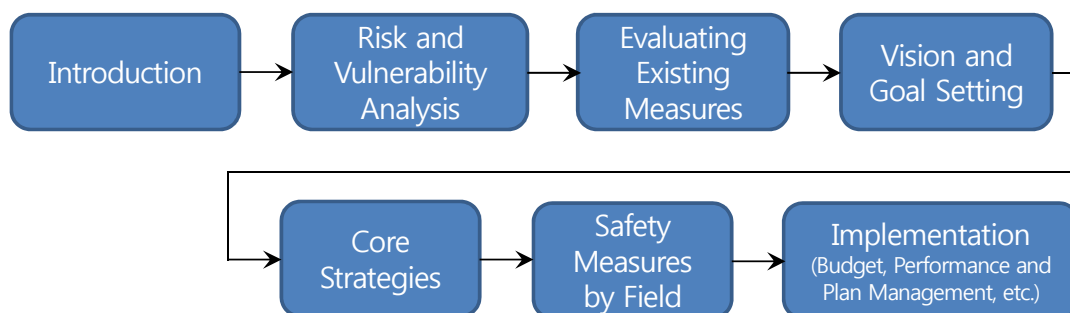 Introduction
Risk and
Vulnerability
Analysis
Evaluating
Existing
Measures
Vision and
Goal Setting
Core
Strategies
Safety
Measures
by Field
Implementation
(Budget, Performance and
Plan Management, etc.)